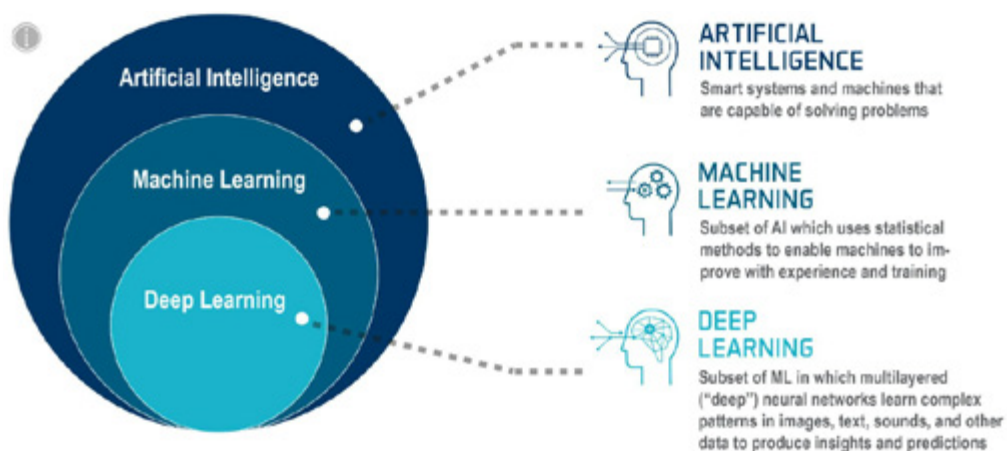 Artificial Intelligence
Machine Learning
Deep Learning
ARTIFICIAL
INTELLIGENCE
Smart systems and machines that
are capable of solving problems
MACHINE
LEARNING
Subset of AI which uses statistical
methods to enable machines to im-
prove with experience and training
DEEP
LEARNING
Subset of ML in which multilayered
("deep") neural networks learn complex
patterns in images, text, sounds, and other
data to produce insights and predictions